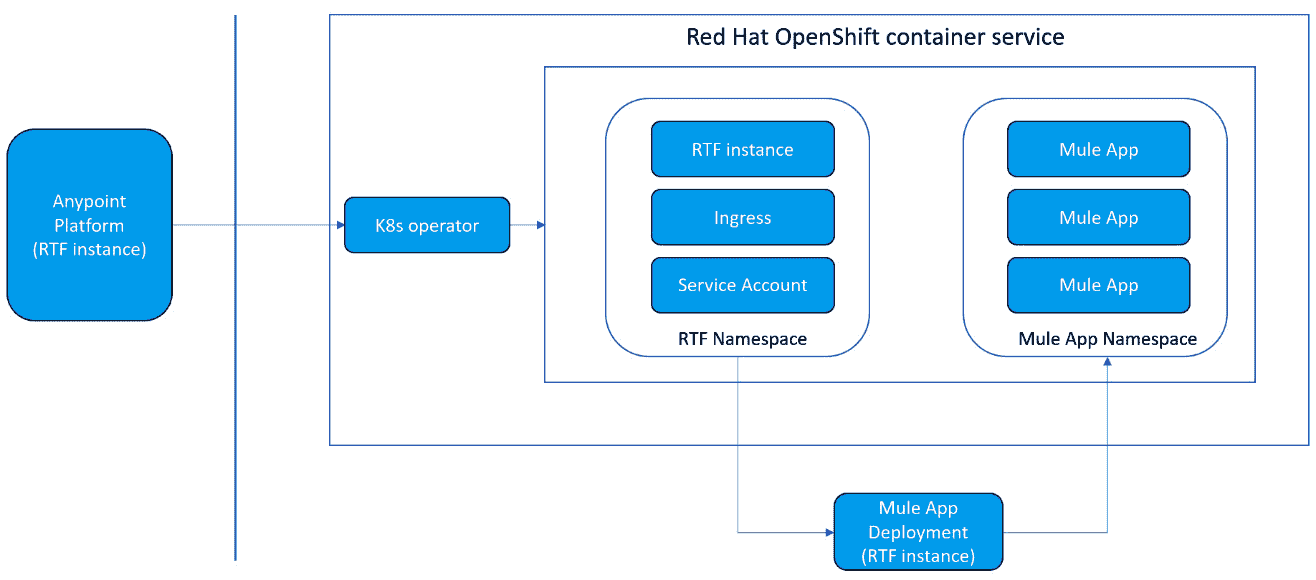 Red Hat OpenShift container service
Anypoint
Platform
(RTF instance)
K8s operator
RTF instance
Ingress
Service Account
RTF Namespace
Mule App
Mule App
Mule App
Mule App Namespace
Mule App
Deployment
(RTF instance)